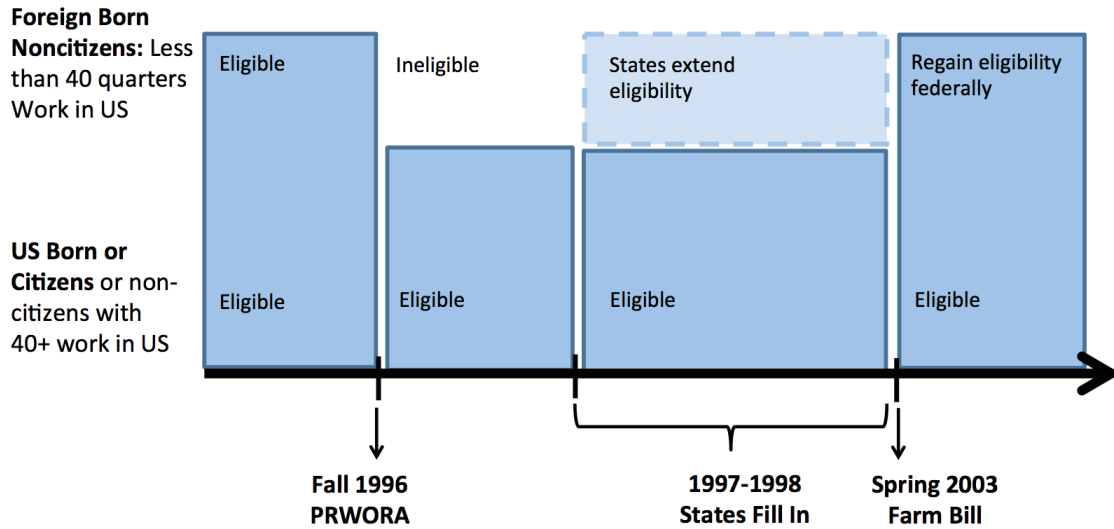 Foreign Born
Noncitizens: Less
than 40 quarters
Work in US
Eligible
Ineligible
States extend
eligibility
Regain eligibility
federally
US Born or
Citizens or non-
citizens with
40+ work in US
Eligible
Eligible
Eligible
Eligible
Fall 1996
PRWORA
1997-1998
States Fill In
Spring 2003
Farm Bill